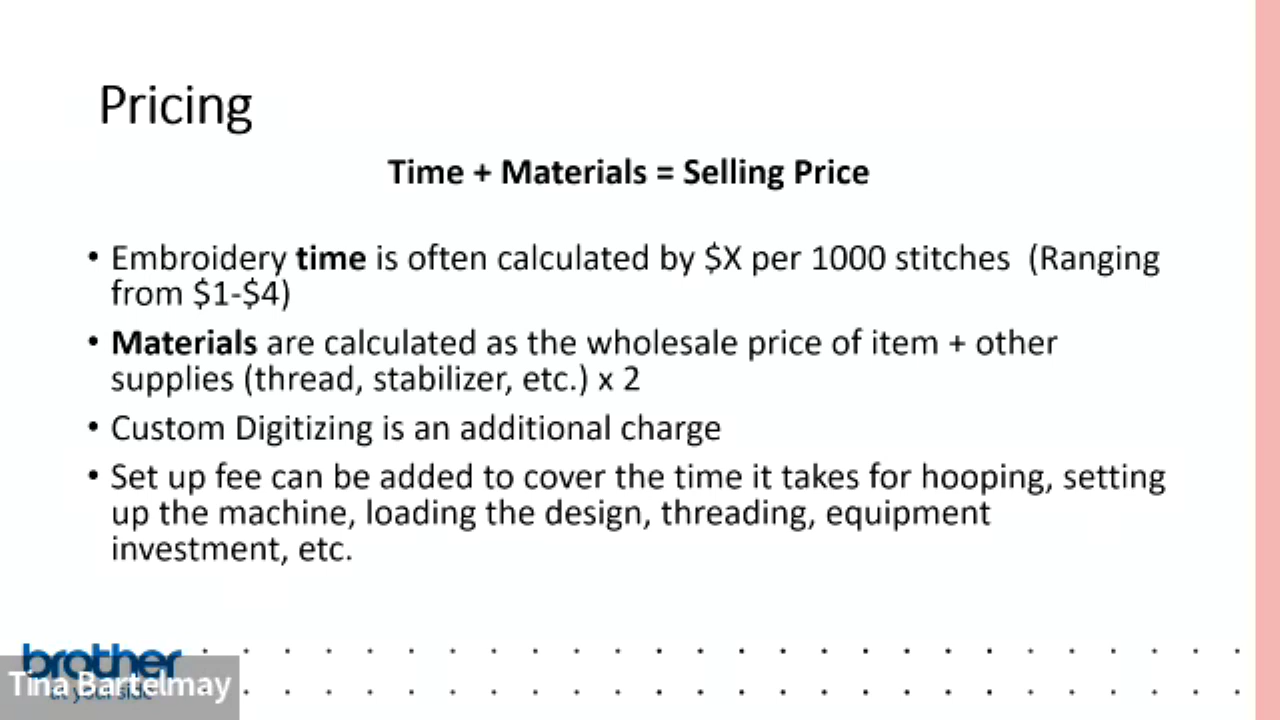 Pricing
Time + Materials = Selling Price
• Embroidery time is often calculated by $X per 1000 stitches (Ranging
from $1-$4)
• Materials are calculated as the wholesale price of item + other
supplies (thread, stabilizer, etc.) x 2
• Custom Digitizing is an additional charge
• Set up fee can be added to cover the time it takes for hooping, setting
up the machine, loading the design, threading, equipment
investment, etc.
brother
at your side
Tina Bartelmay